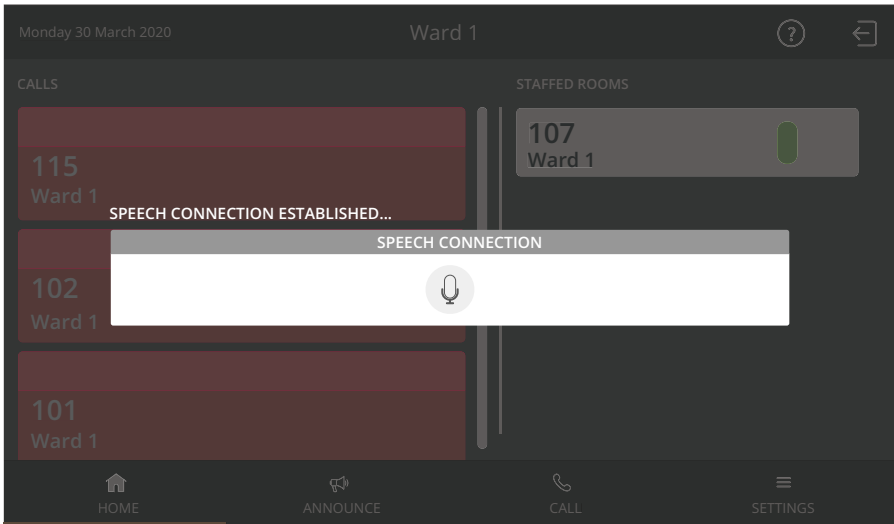 Monday 30 March 2020
Ward 1
?
CALLS
STAFFED ROOMS
115
Ward 1
107
Ward 1
SPEECH CONNECTION ESTABLISHED...
SPEECH CONNECTION
102
Ward 1
101
Ward 1
HOME
ANNOUNCE
CALL
SETTINGS